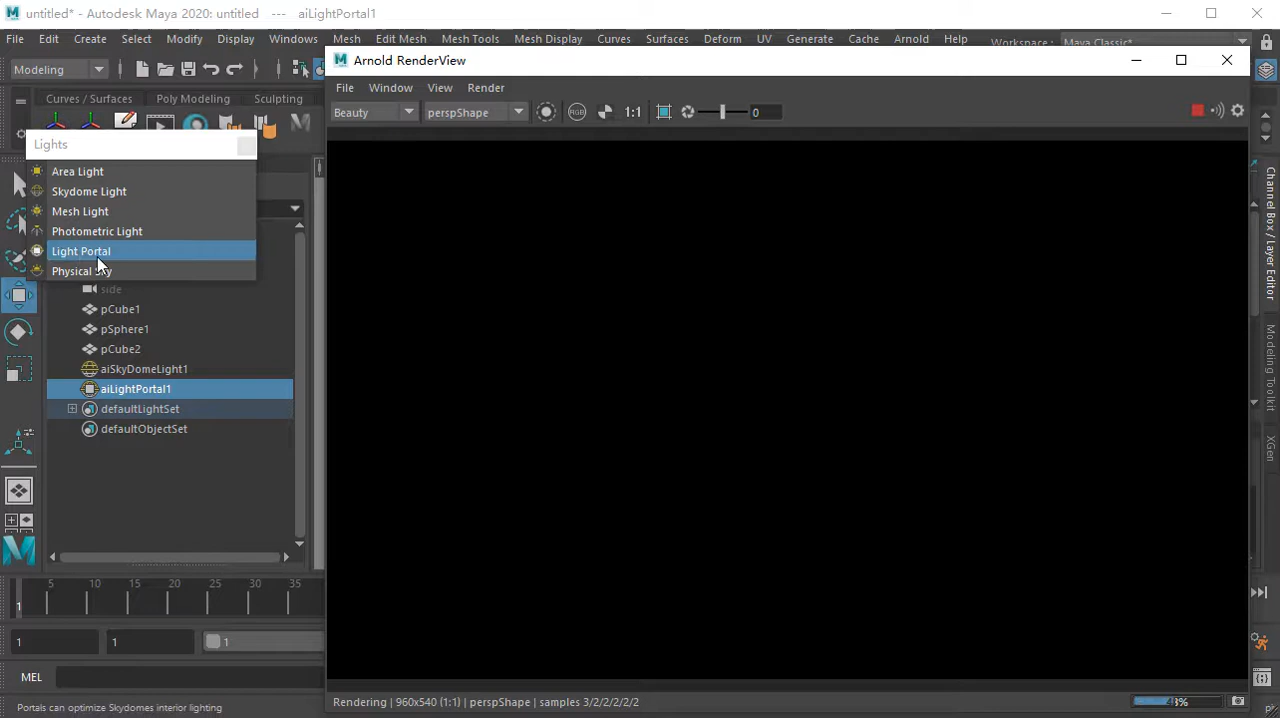 untitled* - Autodesk Maya 2020: untitled --- aiLightPortal1
File Edit Create Select Modify Display Windows Mesh Edit Mesh Mesh Tools Mesh Display Curves Surfaces Deform UV Generate Cache Arnold Help
Workspace: Maya Classic*
Modeling
Curves / Surfaces Poly Modeling Sculpting
Lights
Area Light
Skydome Light
Mesh Light
Photometric Light
Light Portal
Physical Sky
side
pCube1
pSphere1
pCube2
aiSkyDomeLight1
aiLightPortal1
defaultLightSet
defaultObjectSet
Arnold RenderView
File Window View Render
Beauty perspShape RGB 1:1 0
Rendering | 960x540 (1:1) | perspShape | samples 3/2/2/2/2/2
Channel Box / Layer Editor
Modeling Toolkit
XGen
5 10 15 20 25 30 35
1
1 1 1
MEL
Portals can optimize Skydomes interior lighting